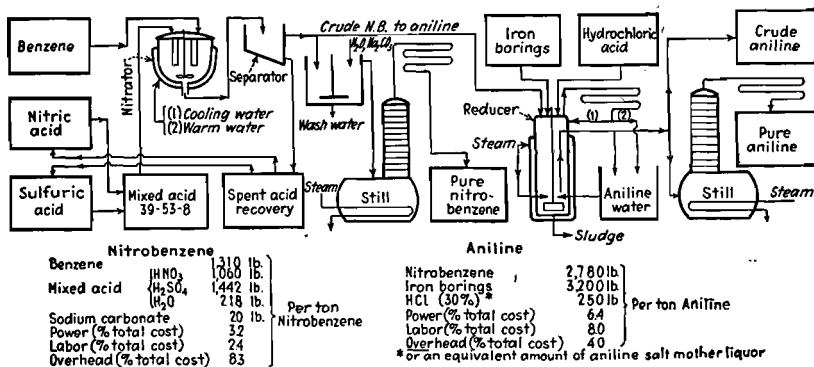 Benzene
Nitrator
(1) Cooling water
(2) Warm water
Separator
Crude N.B. to aniline
H₂O, Na₂CO₃
Wash water
Iron
borings
Hydrochloric
acid
Crude
aniline
Nitric
acid
Sulfuric
acid
Mixed acid
39-53-8
Spent acid
recovery
Steam
Still
Pure
nitro-
benzene
Reducer
Steam
(1) (2)
Aniline
water
Sludge
Pure
aniline
Still
Steam
Nitrobenzene
Benzene 1,310 lb.
Mixed acid
HNO₃ 1,060 lb.
H₂SO₄ 1,442 lb.
H₂O 218 lb.
Sodium carbonate 20 lb.
Power (% total cost) 3.2
Labor (% total cost) 2.4
Overhead (% total cost) 8.3
Per ton
Nitrobenzene
Aniline
Nitrobenzene 2,780 lb.
Iron borings 3,200 lb.
HCl (30%)* 250 lb
Power (% total cost) 6.4
Labor (% total cost) 8.0
Overhead (% total cost) 4.0
Per ton Aniline
* or an equivalent amount of aniline salt mother liquor